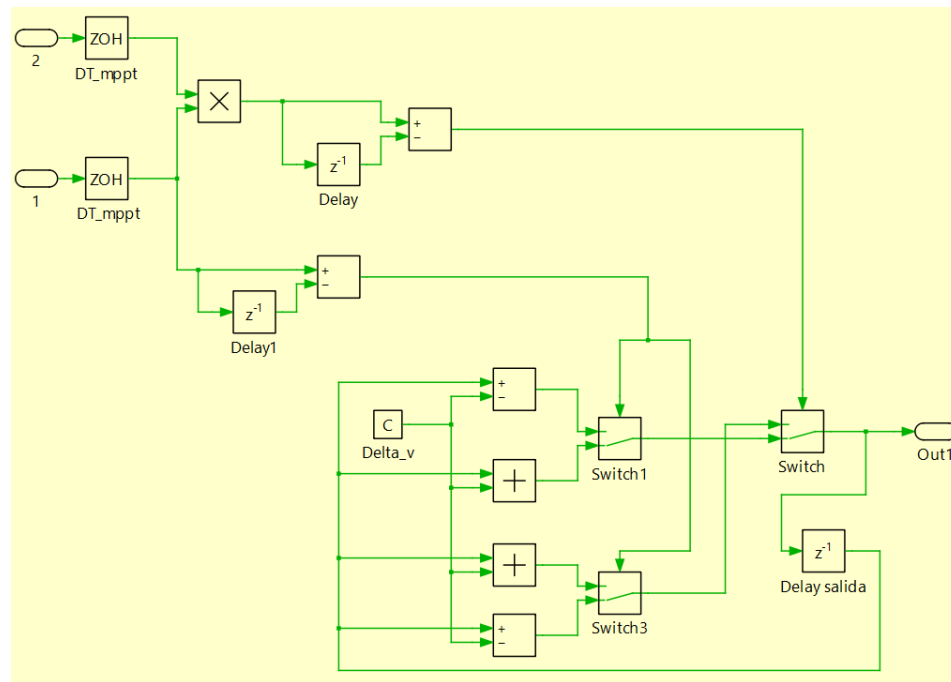 ZOH
2
DT_mppt
×
+
−
z-1
Delay
ZOH
1
DT_mppt
+
−
z-1
Delay1
+
−
C
Delta_v
Switch1
Switch
Out1
+
+
z-1
Delay salida
+
−
Switch3